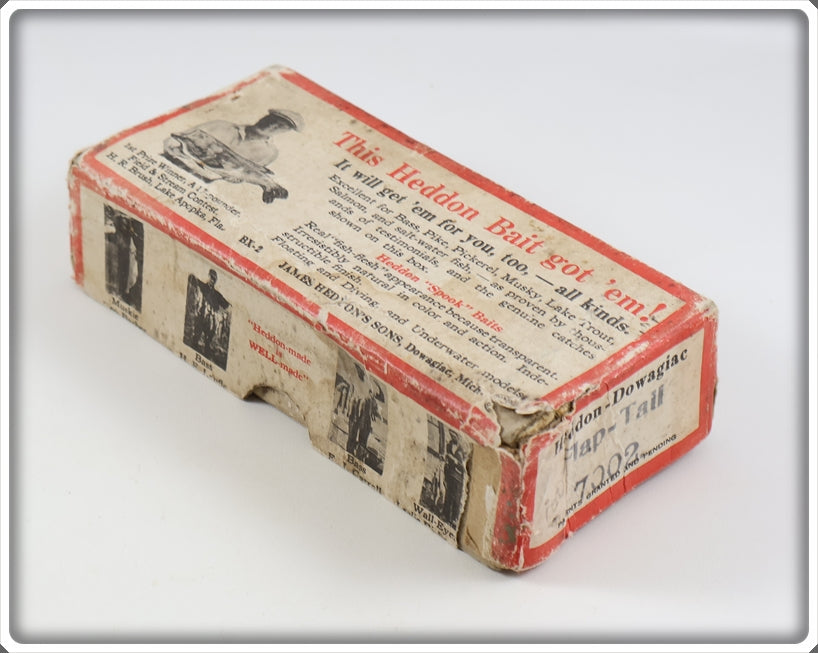 This Heddon Bait got 'em!
It will get 'em for you, too, — all kinds.
Excellent for Bass, Pike, Pickerel, Musky, Lake Trout,
Salmon, and salt-water fish, as proven by thous-
ands of testimonials, and the genuine catches
shown on this box.
Heddon "Spook" Baits
Real "fish-flesh" appearance because transparent.
Irresistibly natural in color and action. Inde-
structible finish.
Floating and Diving, and Underwater models
JAMES HEDDON'S SONS, Dowagiac, Mich.
1st Prize Winner,
Field & Stream Contest.
H. R. Brush, Lake Apopka, Fla.
BX-2
Muskie
Bass
"Heddon-made
WELL-made"
Bass
Wall-Eye
Heddon-Dowagiac
Flap-Tail
7002
PATENTS GRANTED AND PENDING